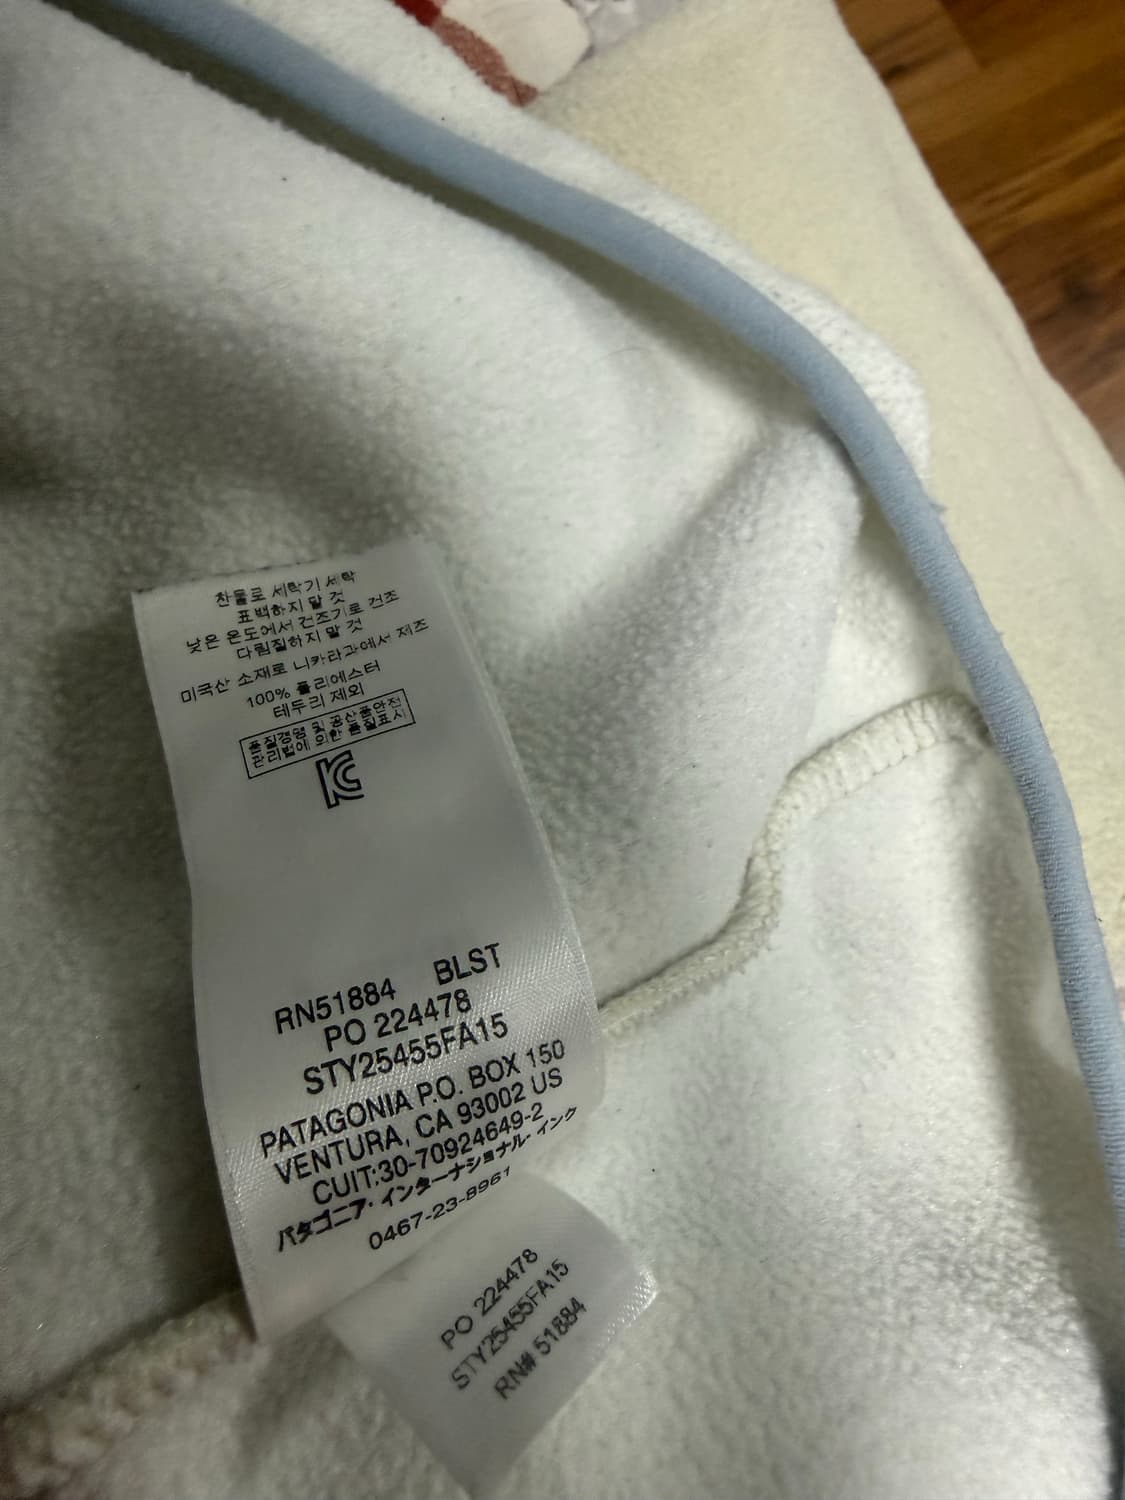 찬물로 세탁기 세탁
표백하지 말 것
낮은 온도에서 건조기로 건조
다림질하지 말 것
미국산 소재로 니카라과에서 제조
100% 폴리에스터
테두리 제외
품질경영 및 공산품안전
관리법에 의한 품질표시
KC
RN51884 BLST
PO 224478
STY25455FA15
PATAGONIA P.O. BOX 150
VENTURA, CA 93002 US
CUIT:30-70924649-2
パタゴニア・インターナショナル・インク
0467-23-8961
PO 224478
STY25455FA15
RN# 51884